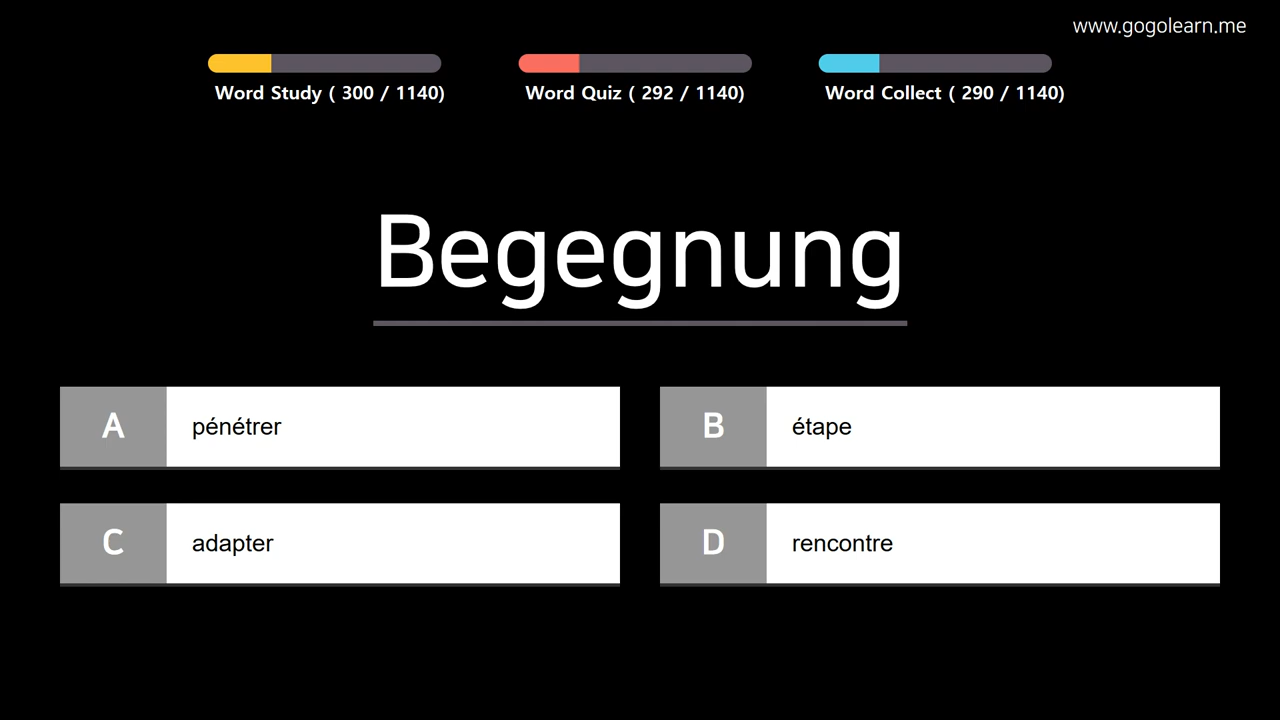 www.gogolearn.me
Word Study ( 300 / 1140)
Word Quiz ( 292 / 1140)
Word Collect ( 290 / 1140)
Begegnung
A
pénétrer
B
étape
C
adapter
D
rencontre